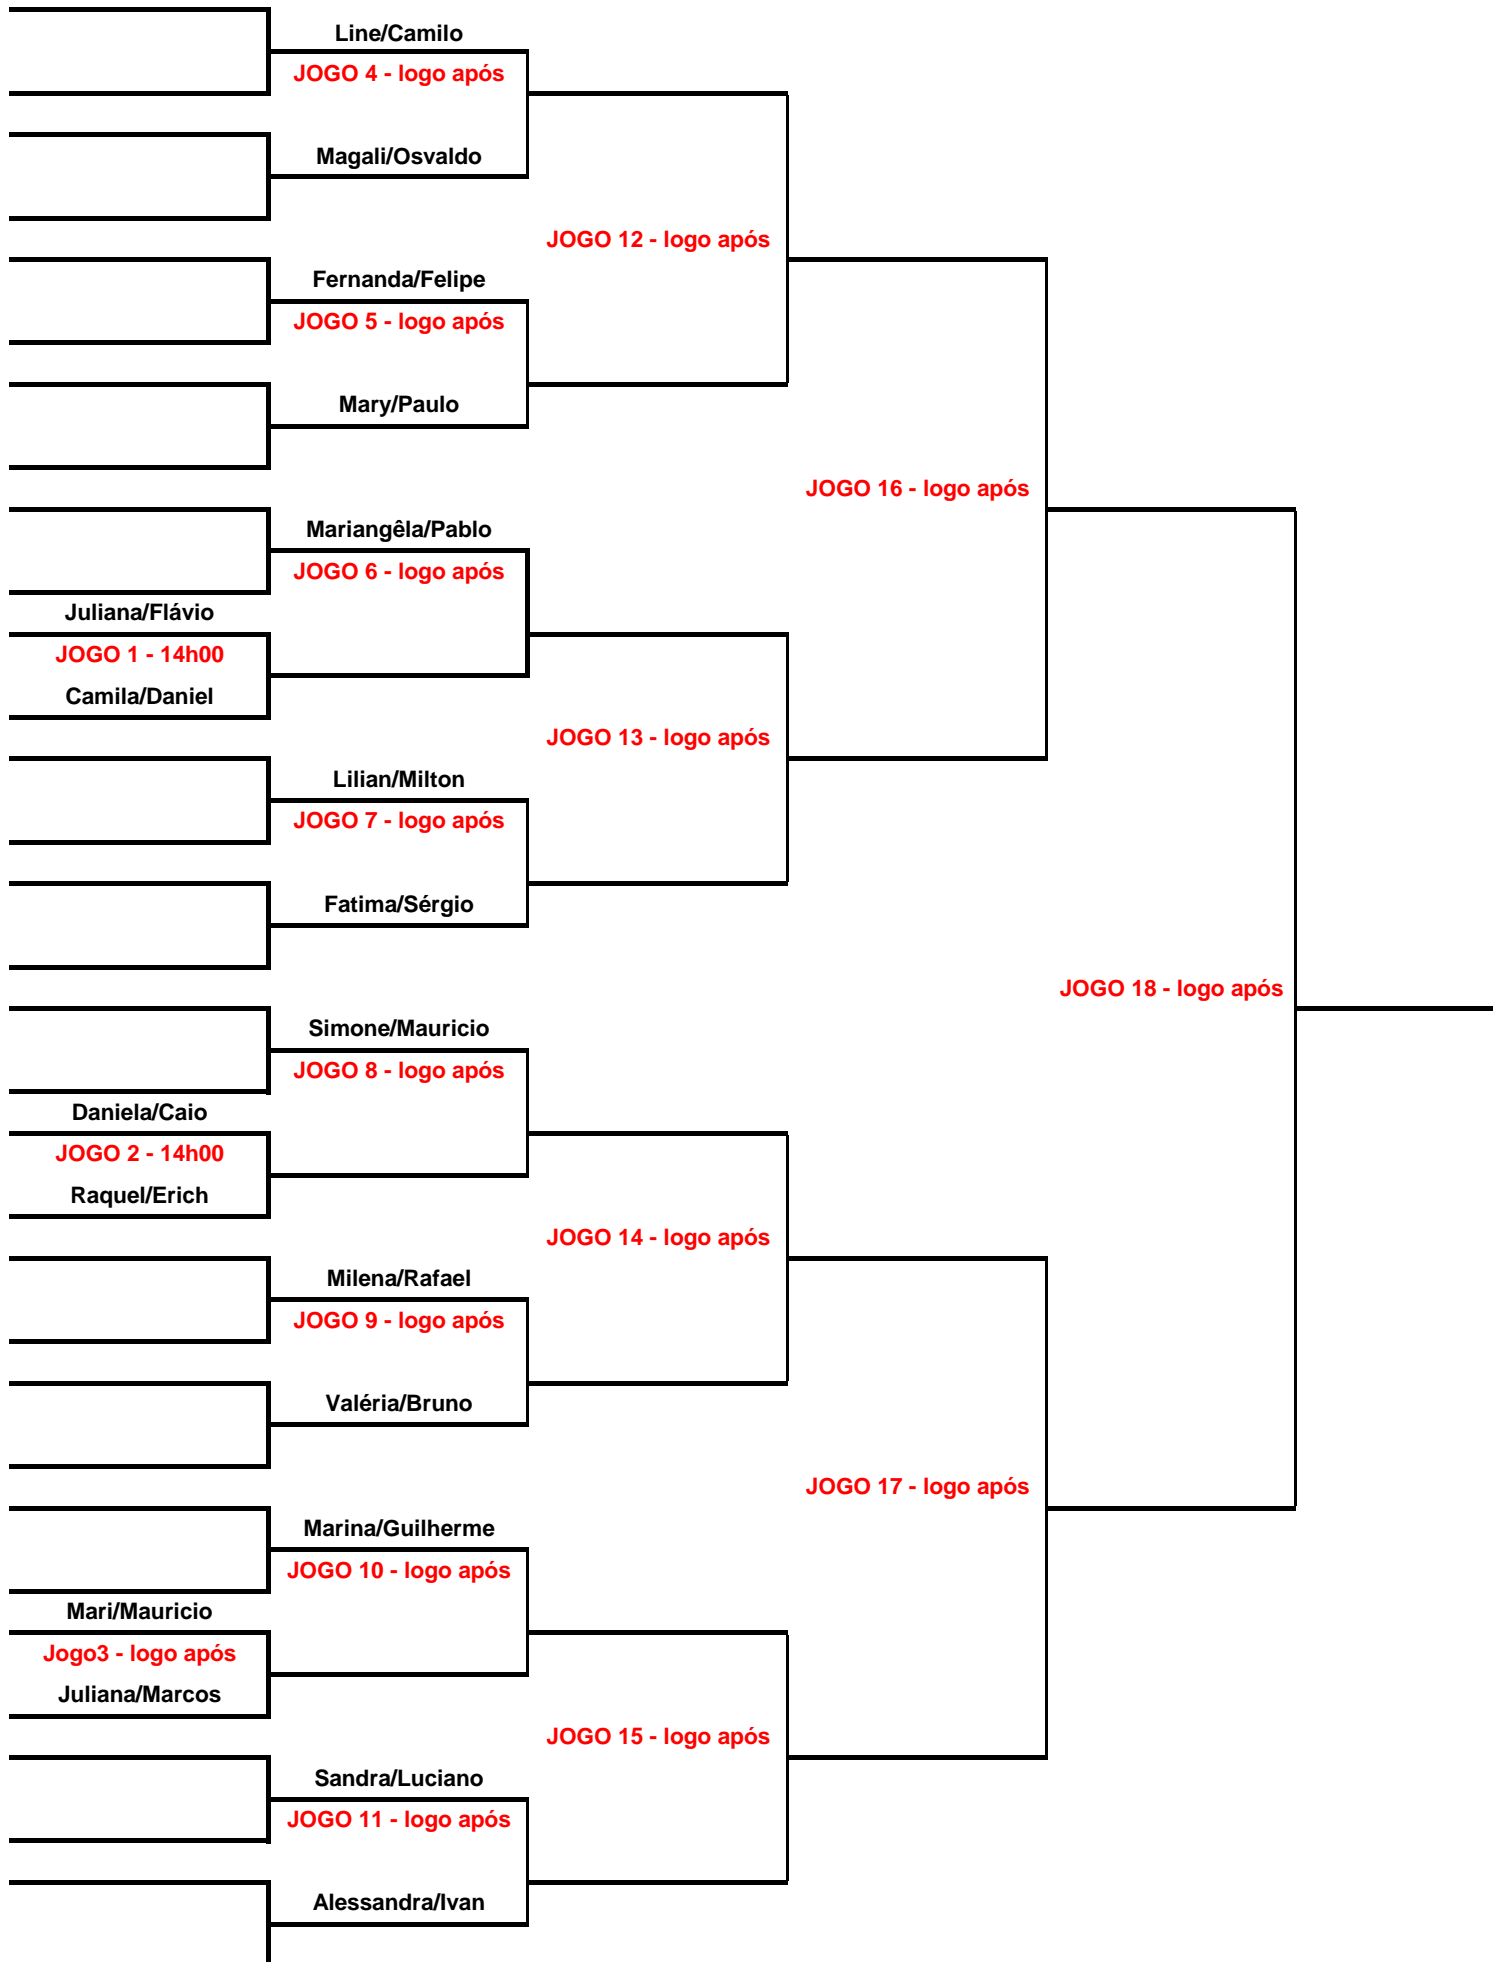 Line/Camilo
JOGO 4 - logo após
Magali/Osvaldo
JOGO 12 - logo após
Fernanda/Felipe
JOGO 5 - logo após
Mary/Paulo
JOGO 16 - logo após
Mariangêla/Pablo
JOGO 6 - logo após
Juliana/Flávio
JOGO 1 - 14h00
Camila/Daniel
JOGO 13 - logo após
Lilian/Milton
JOGO 7 - logo após
Fatima/Sérgio
JOGO 18 - logo após
Simone/Mauricio
JOGO 8 - logo após
Daniela/Caio
JOGO 2 - 14h00
Raquel/Erich
JOGO 14 - logo após
Milena/Rafael
JOGO 9 - logo após
Valéria/Bruno
JOGO 17 - logo após
Marina/Guilherme
JOGO 10 - logo após
Mari/Mauricio
Jogo3 - logo após
Juliana/Marcos
JOGO 15 - logo após
Sandra/Luciano
JOGO 11 - logo após
Alessandra/Ivan